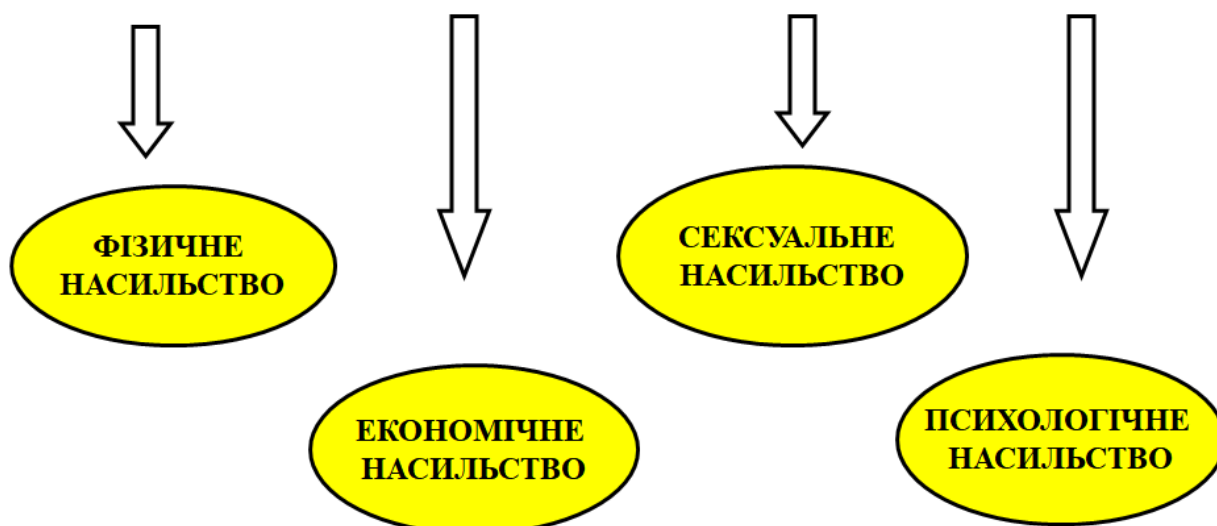 ФІЗИЧНЕ
НАСИЛЬСТВО
ЕКОНОМІЧНЕ
НАСИЛЬСТВО
СЕКСУАЛЬНЕ
НАСИЛЬСТВО
ПСИХОЛОГІЧНЕ
НАСИЛЬСТВО